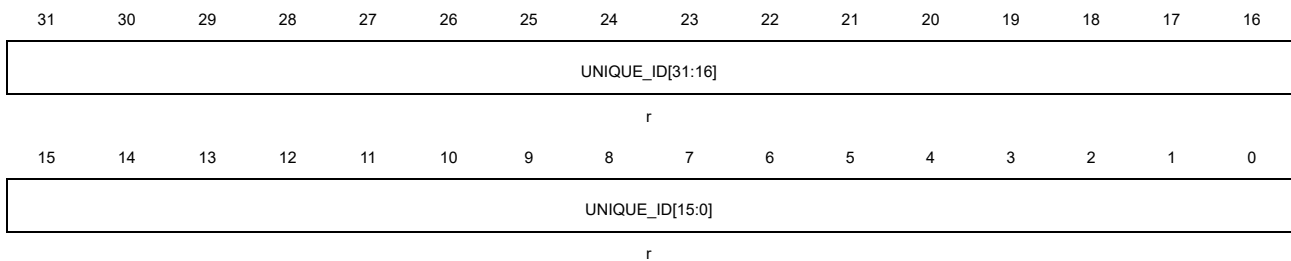 31 30 29 28 27 26 25 24 23 22 21 20 19 18 17 16
UNIQUE_ID[31:16]
r
15 14 13 12 11 10 9 8 7 6 5 4 3 2 1 0
UNIQUE_ID[15:0]
r